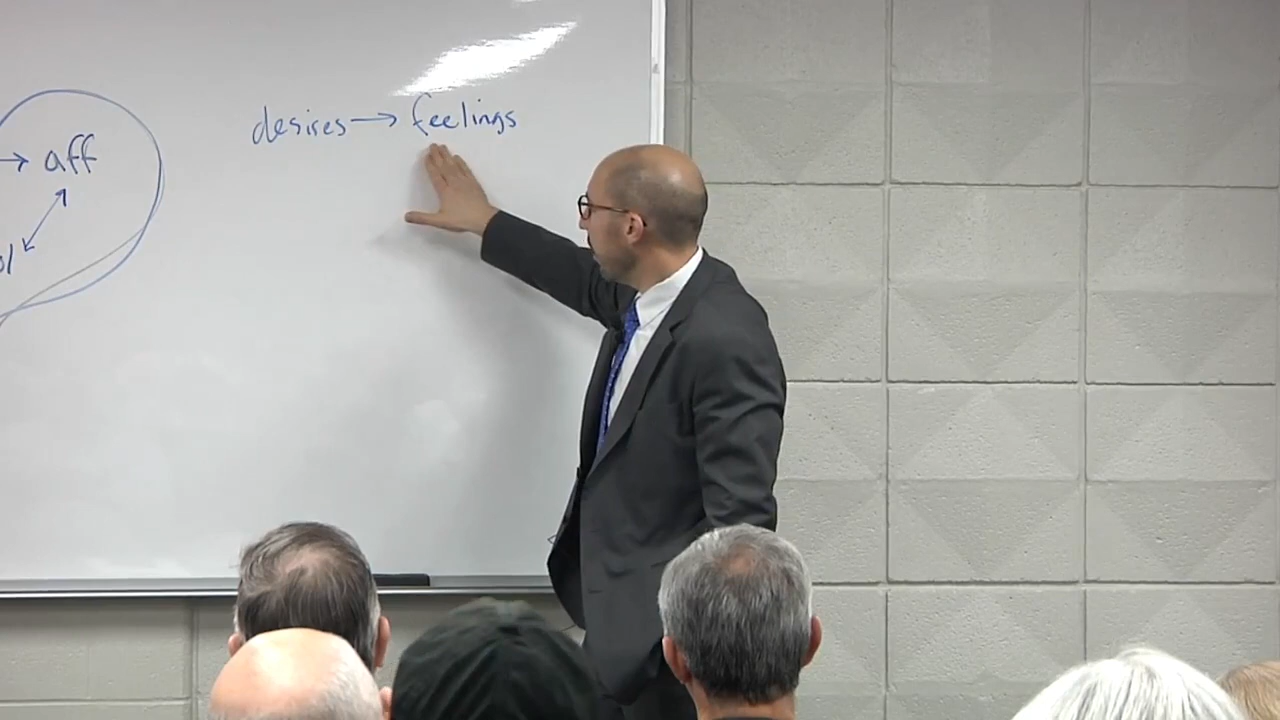 desires → feelings
→ aff